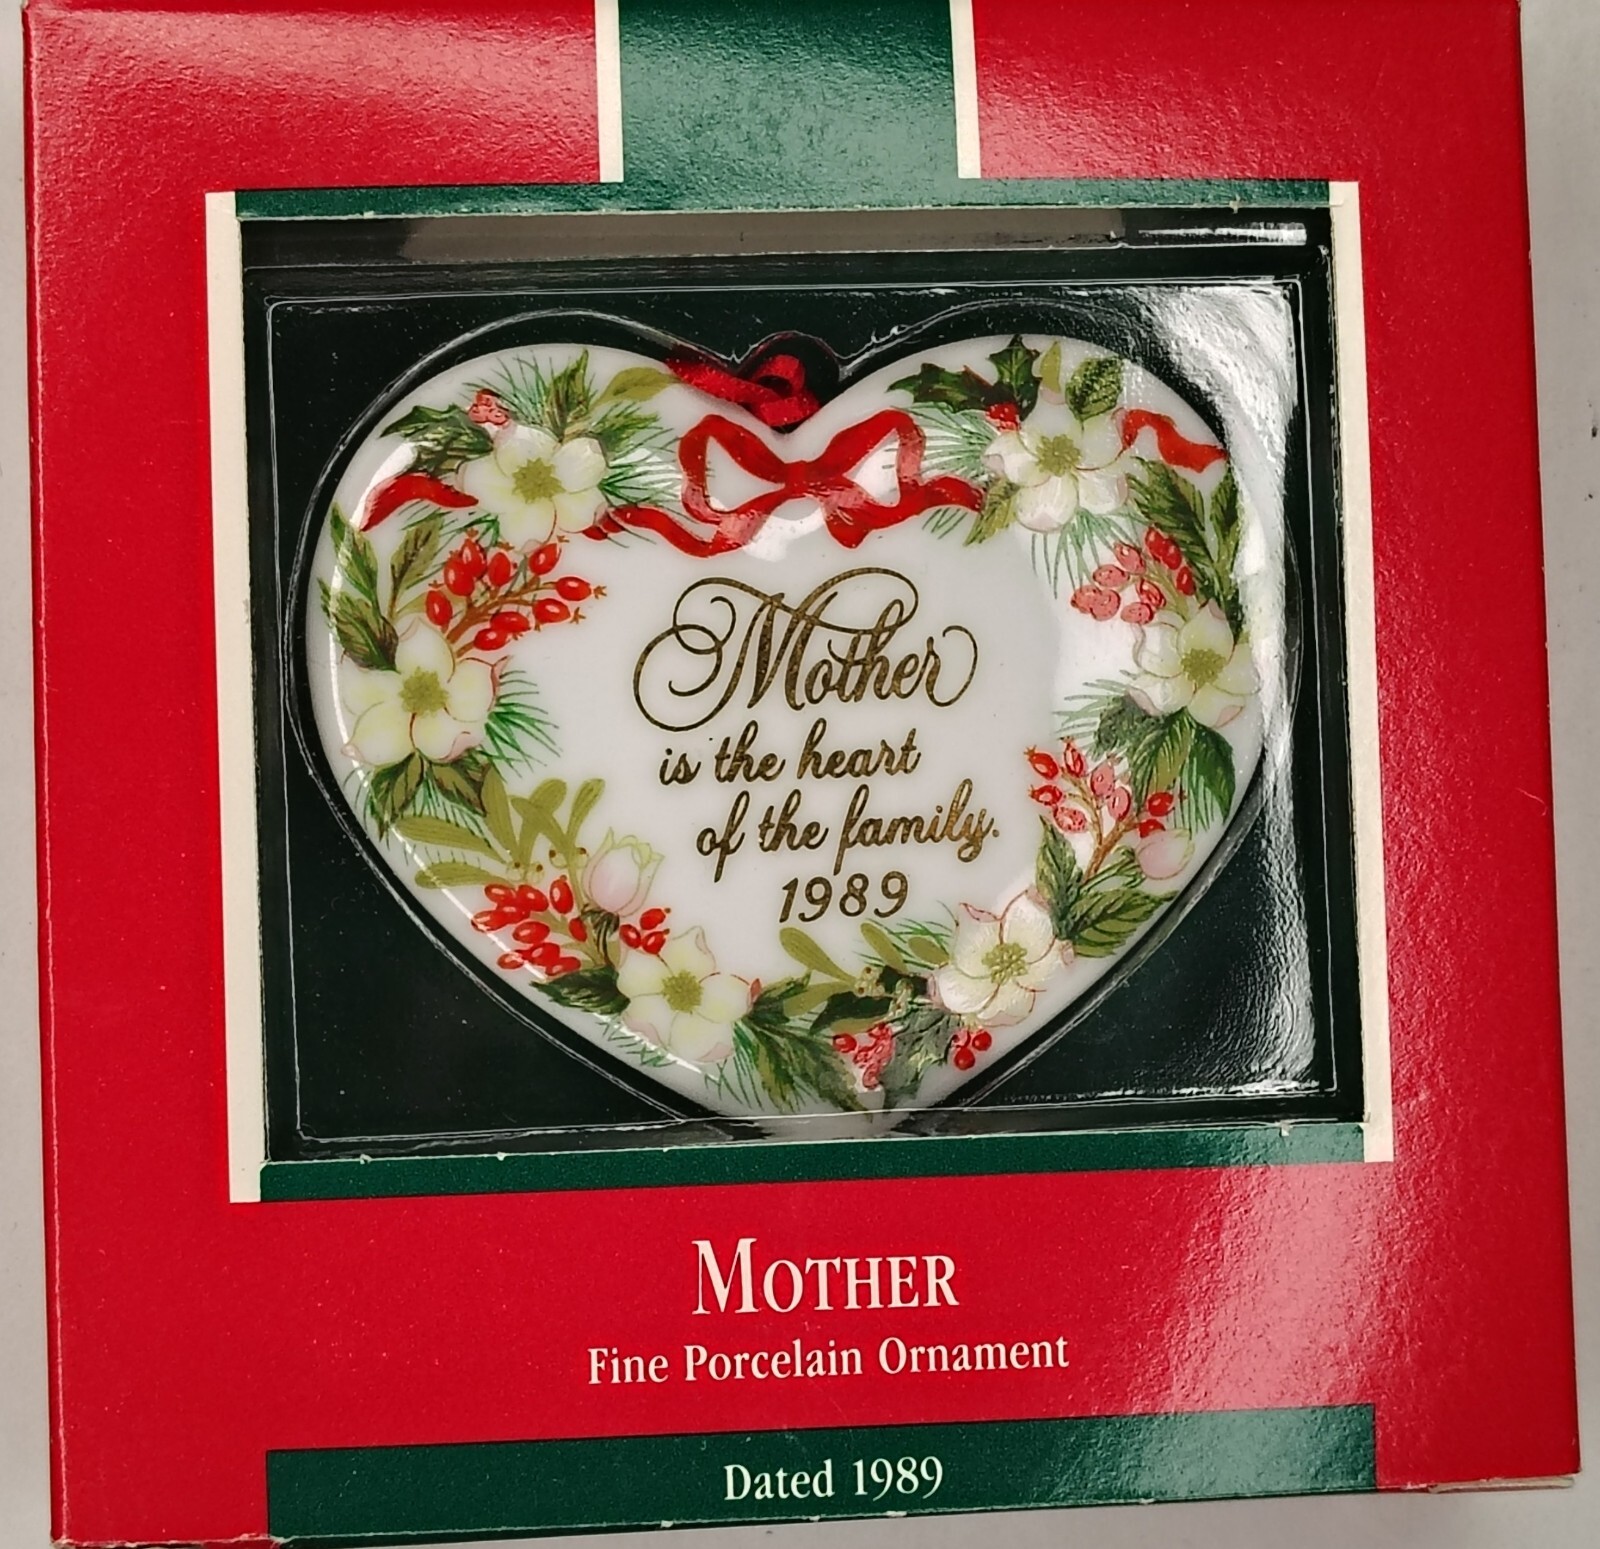 Mother
is the heart
of the family.
1989
MOTHER
Fine Porcelain Ornament
Dated 1989